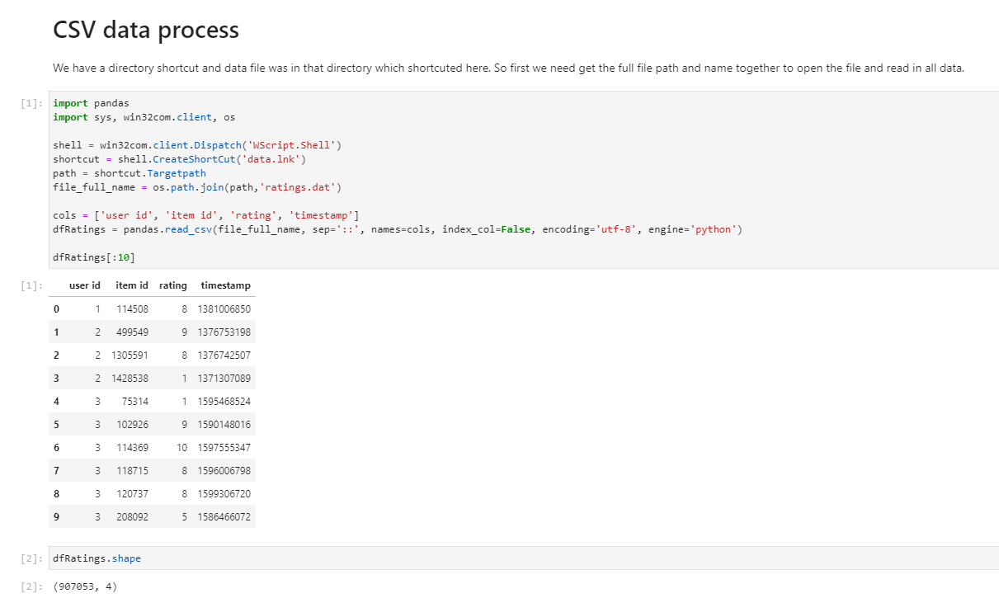 CSV data process
We have a directory shortcut and data file was in that directory which shortcuted here. So first we need get the full file path and name together to open the file and read in all data.
[1]: import pandas
import sys, win32com.client, os
shell = win32com.client.Dispatch('WScript.Shell')
shortcut = shell.CreateShortCut('data.lnk')
path = shortcut.Targetpath
file_full_name = os.path.join(path,'ratings.dat')
cols = ['user id', 'item id', 'rating', 'timestamp']
dfRatings = pandas.read_csv(file_full_name, sep='::', names=cols, index_col=False, encoding='utf-8', engine='python')
dfRatings[:10]
[1]: user id item id rating timestamp
0 1 114508 8 1381006850
1 2 499549 9 1376753198
2 2 1305591 8 1376742507
3 2 1428538 1 1371307089
4 3 75314 1 1595468524
5 3 102926 9 1590148016
6 3 114369 10 1597555347
7 3 118715 8 1596006798
8 3 120737 8 1599306720
9 3 208092 5 1586466072
[2]: dfRatings.shape
[2]: (907053, 4)